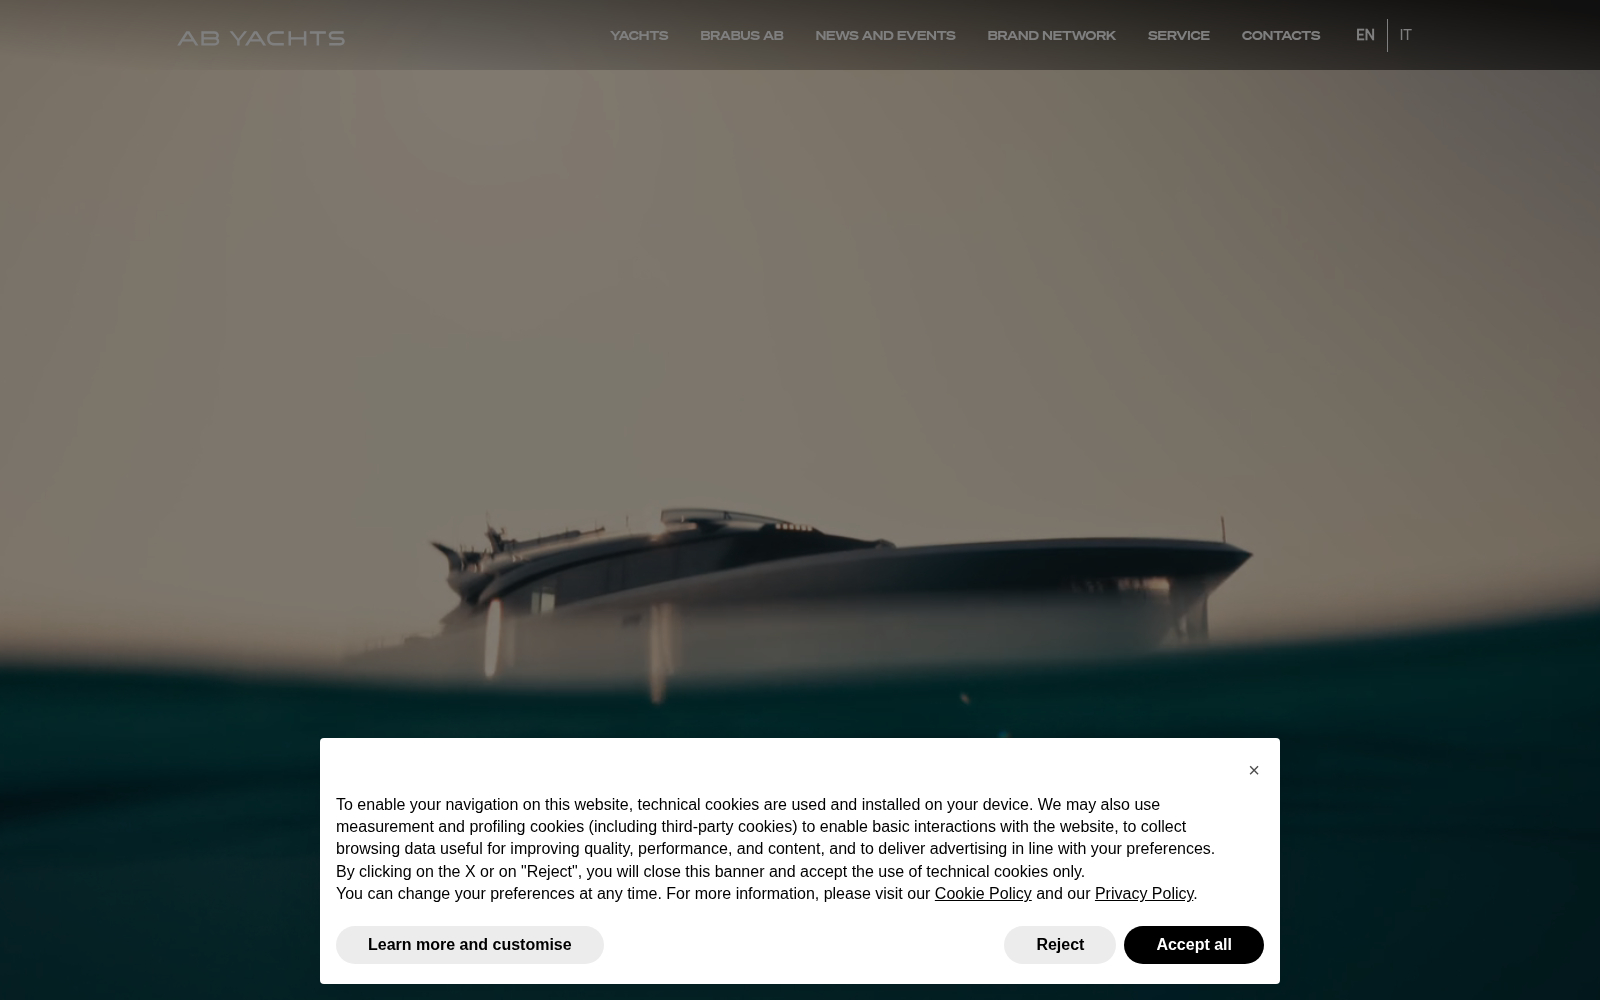 AB YACHTS
YACHTS BRABUS AB NEWS AND EVENTS BRAND NETWORK SERVICE CONTACTS EN IT
×
To enable your navigation on this website, technical cookies are used and installed on your device. We may also use
measurement and profiling cookies (including third-party cookies) to enable basic interactions with the website, to collect
browsing data useful for improving quality, performance, and content, and to deliver advertising in line with your preferences.
By clicking on the X or on "Reject", you will close this banner and accept the use of technical cookies only.
You can change your preferences at any time. For more information, please visit our Cookie Policy and our Privacy Policy.
Learn more and customise Reject Accept all